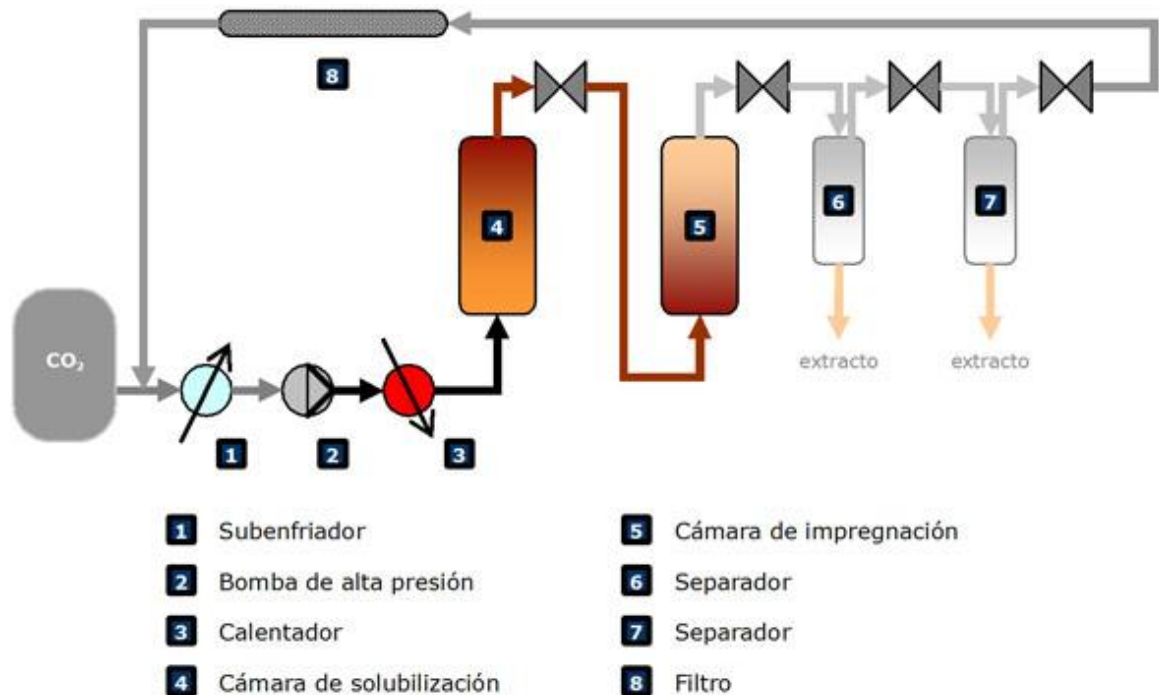 8
4
5
6
7
CO₂
extracto
extracto
1
2
3
1 Subenfriador
2 Bomba de alta presión
3 Calentador
4 Cámara de solubilización
5 Cámara de impregnación
6 Separador
7 Separador
8 Filtro